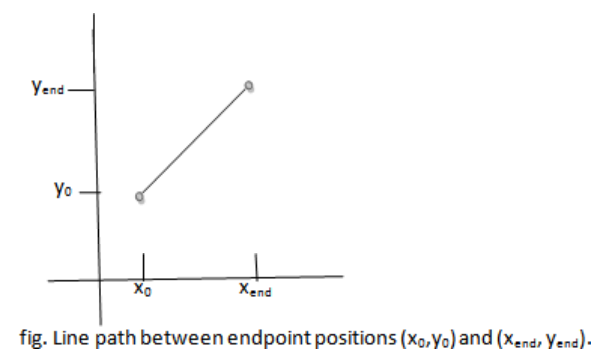 yend
y0
x0
xend
fig. Line path between endpoint positions (x0,y0) and (xend, yend).